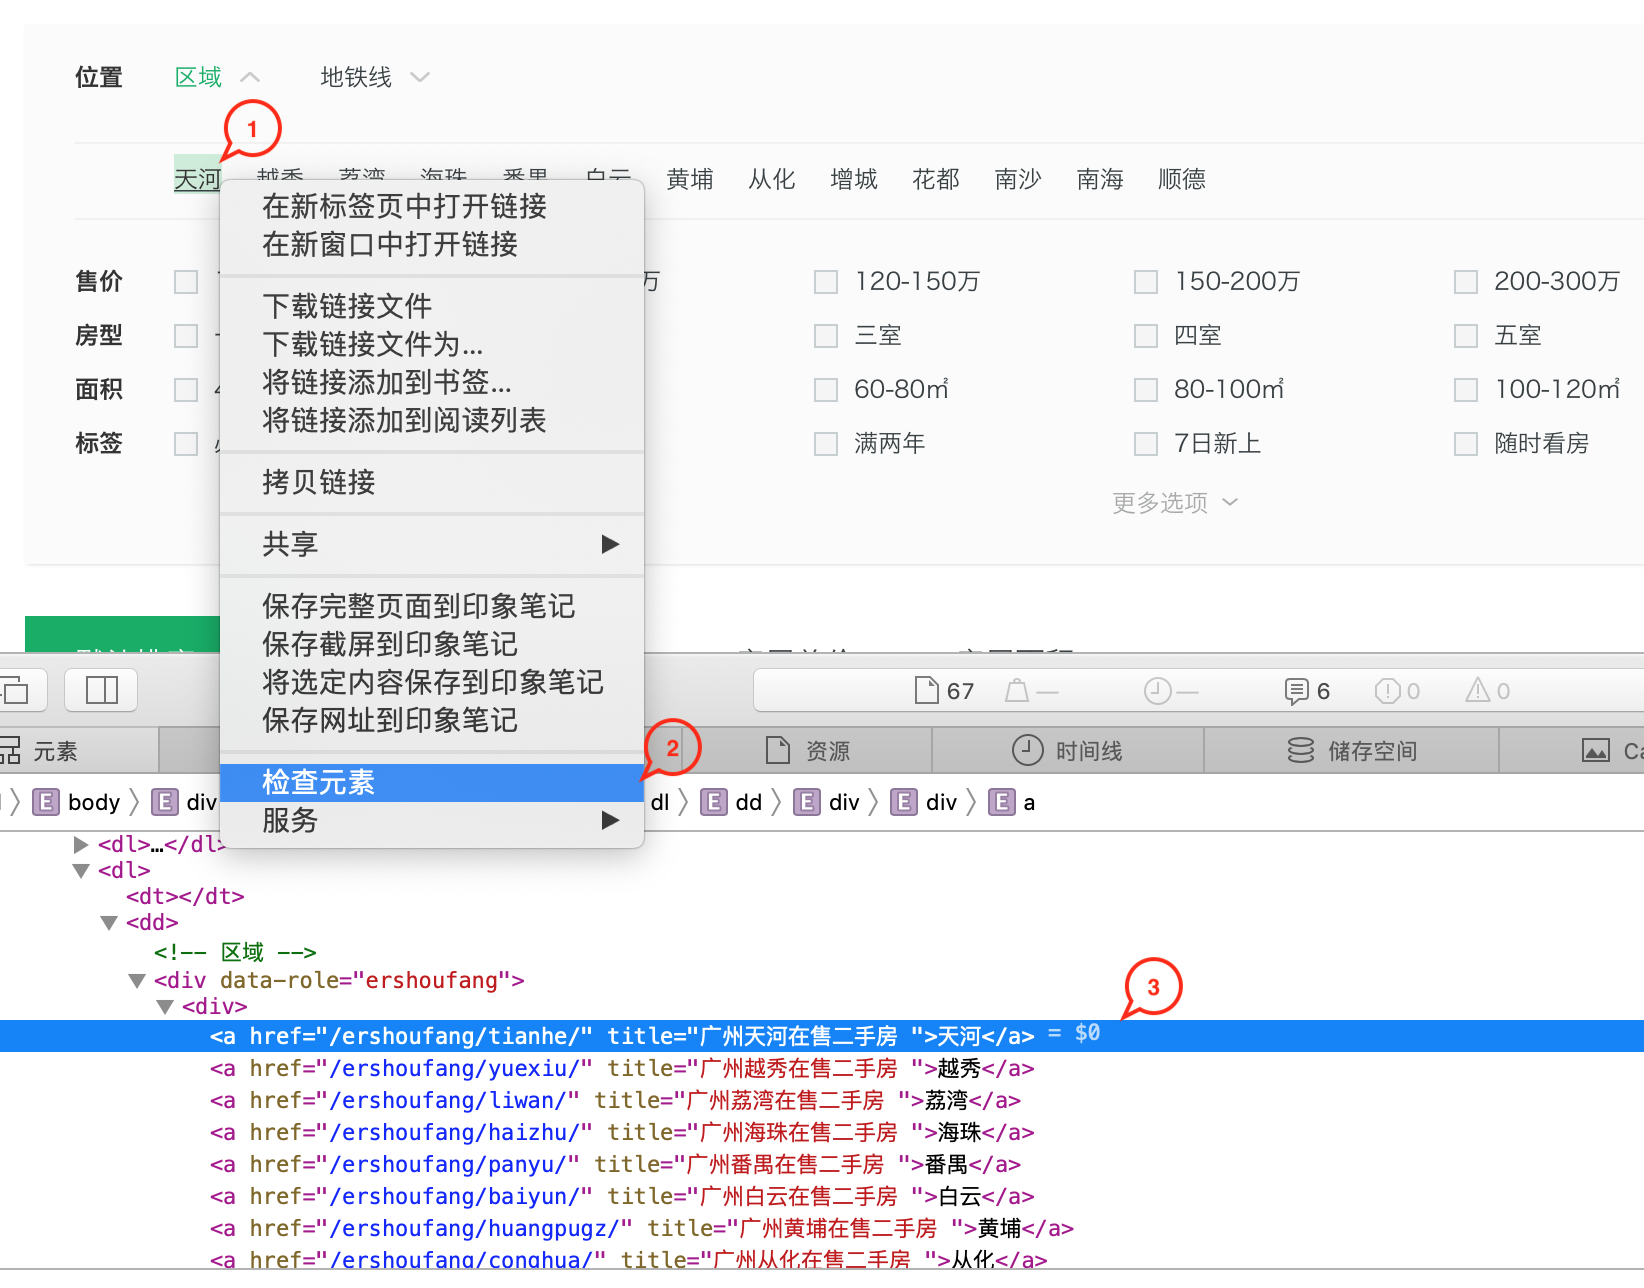 位置 区域 地铁线
1
天河 越秀 荔湾 海珠 番禺 白云 黄埔 从化 增城 花都 南沙 南海 顺德
在新标签页中打开链接
在新窗口中打开链接
售价 万 120-150万 150-200万 200-300万
下载链接文件
房型 三室 四室 五室
下载链接文件为...
将链接添加到书签...
面积 60-80㎡ 80-100㎡ 100-120㎡
将链接添加到阅读列表
标签 满两年 7日新上 随时看房
拷贝链接
更多选项
共享
保存完整页面到印象笔记
保存截屏到印象笔记
将选定内容保存到印象笔记
67 — — 6 0 0
保存网址到印象笔记
2
元素 资源 时间线 储存空间 Ca
检查元素
E body E div dl E dd E div E div E a
服务
<dl>…</dl>
<dl>
<dt></dt>
<dd>
<!-- 区域 -->
<div data-role="ershoufang">
3
<div>
<a href="/ershoufang/tianhe/" title="广州天河在售二手房 ">天河</a> = $0
<a href="/ershoufang/yuexiu/" title="广州越秀在售二手房 ">越秀</a>
<a href="/ershoufang/liwan/" title="广州荔湾在售二手房 ">荔湾</a>
<a href="/ershoufang/haizhu/" title="广州海珠在售二手房 ">海珠</a>
<a href="/ershoufang/panyu/" title="广州番禺在售二手房 ">番禺</a>
<a href="/ershoufang/baiyun/" title="广州白云在售二手房 ">白云</a>
<a href="/ershoufang/huangpugz/" title="广州黄埔在售二手房 ">黄埔</a>
<a href="/ershoufang/conghua/" title="广州从化在售二手房 ">从化</a>